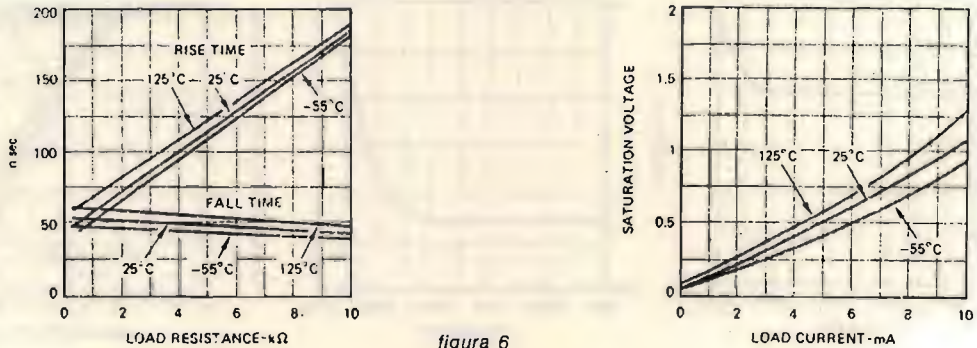 200
150
100
50
0
n sec
RISE TIME
125°C
25°C
-55°C
FALL TIME
25°C
-55°C
125°C
0 2 4 6 8 10
LOAD RESISTANCE-kΩ
2
1.5
1
0.5
0
SATURATION VOLTAGE
125°C
25°C
-55°C
0 2 4 6 8 10
LOAD CURRENT-mA
figura 6